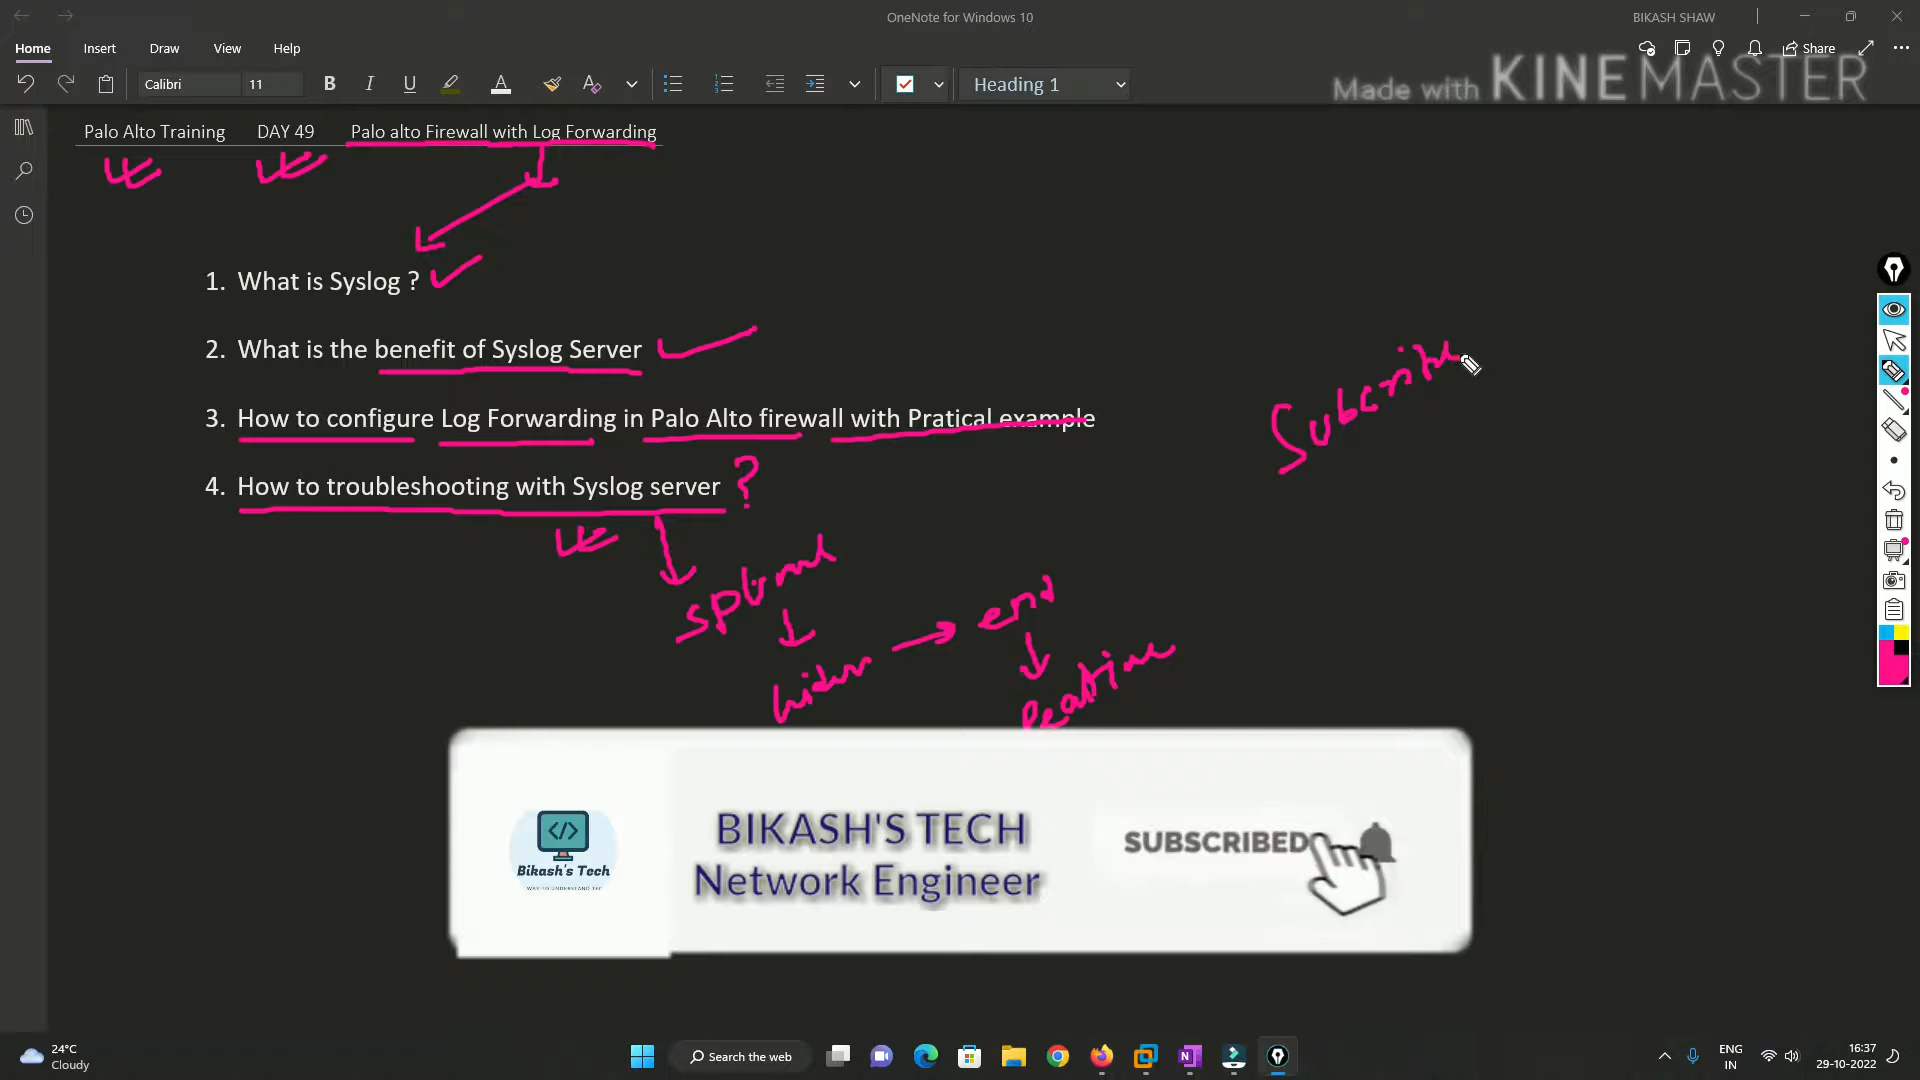 OneNote for Windows 10
BIKASH SHAW
Home Insert Draw View Help
Share
Calibri 11 B I U A A Heading 1
Made with KINEMASTER
Palo Alto Training DAY 49 Palo alto Firewall with Log Forwarding
1. What is Syslog ?
2. What is the benefit of Syslog Server
3. How to configure Log Forwarding in Palo Alto firewall with Pratical example
4. How to troubleshooting with Syslog server ?
end
Realtime
BIKASH'S TECH
Network Engineer
SUBSCRIBED
Bikash's Tech
24°C
Cloudy
Search the web
ENG
IN
16:37
29-10-2022